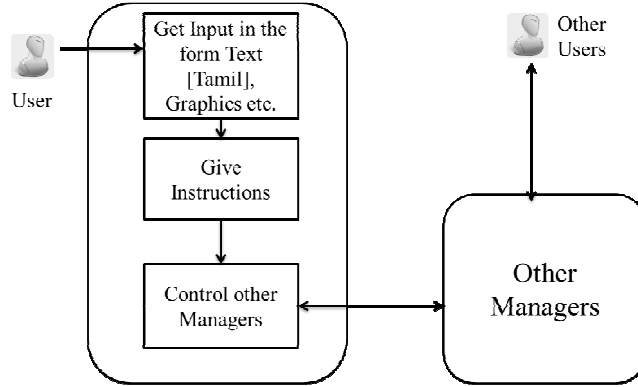 User
Get Input in the
form Text
[Tamil],
Graphics etc.
Give
Instructions
Control other
Managers
Other
Users
Other
Managers